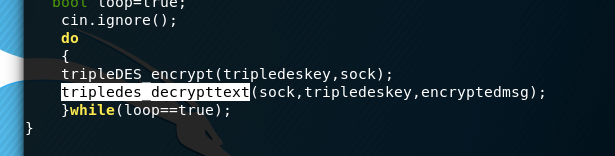 bool loop=true;
cin.ignore();
do
{
tripleDES_encrypt(tripledeskey,sock);
tripledes_decrypttext(sock,tripledeskey,encryptedmsg);
}while(loop==true);
}